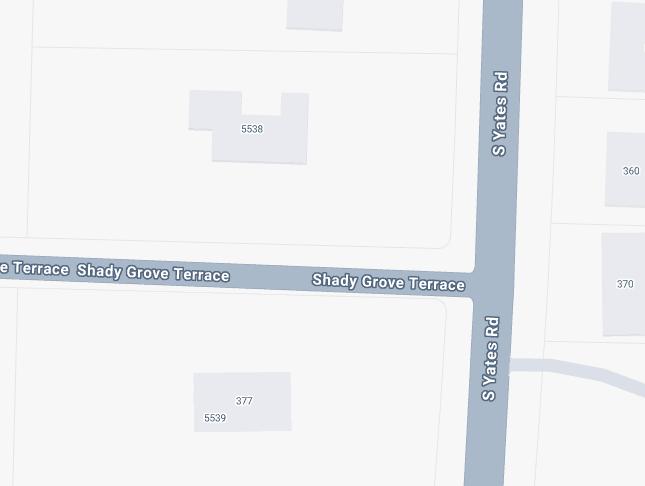 S Yates Rd
5538
360
e Terrace
Shady Grove Terrace
Shady Grove Terrace
370
S Yates Rd
377
5539